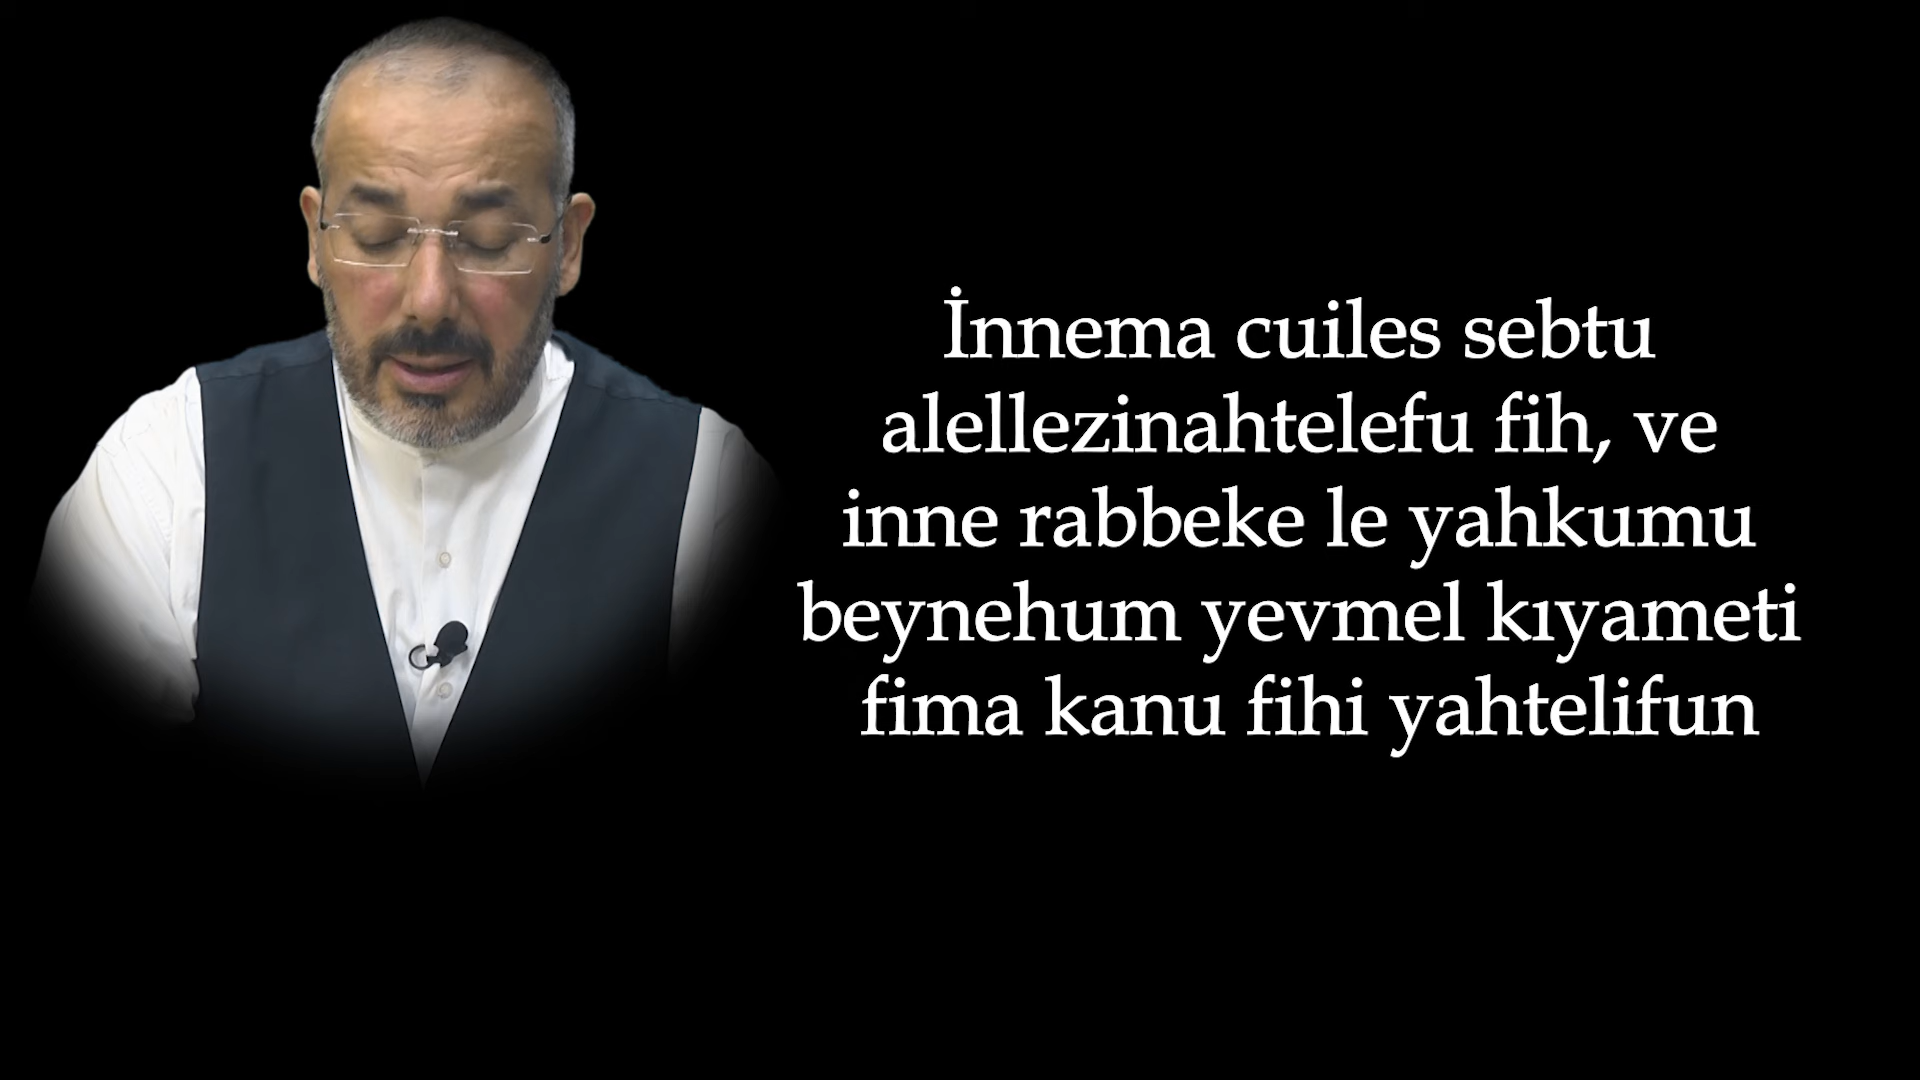 İnnema cuiles sebtu
alellezinahtelefu fih, ve
inne rabbeke le yahkumu
beynehum yevmel kıyameti
fima kanu fihi yahtelifun